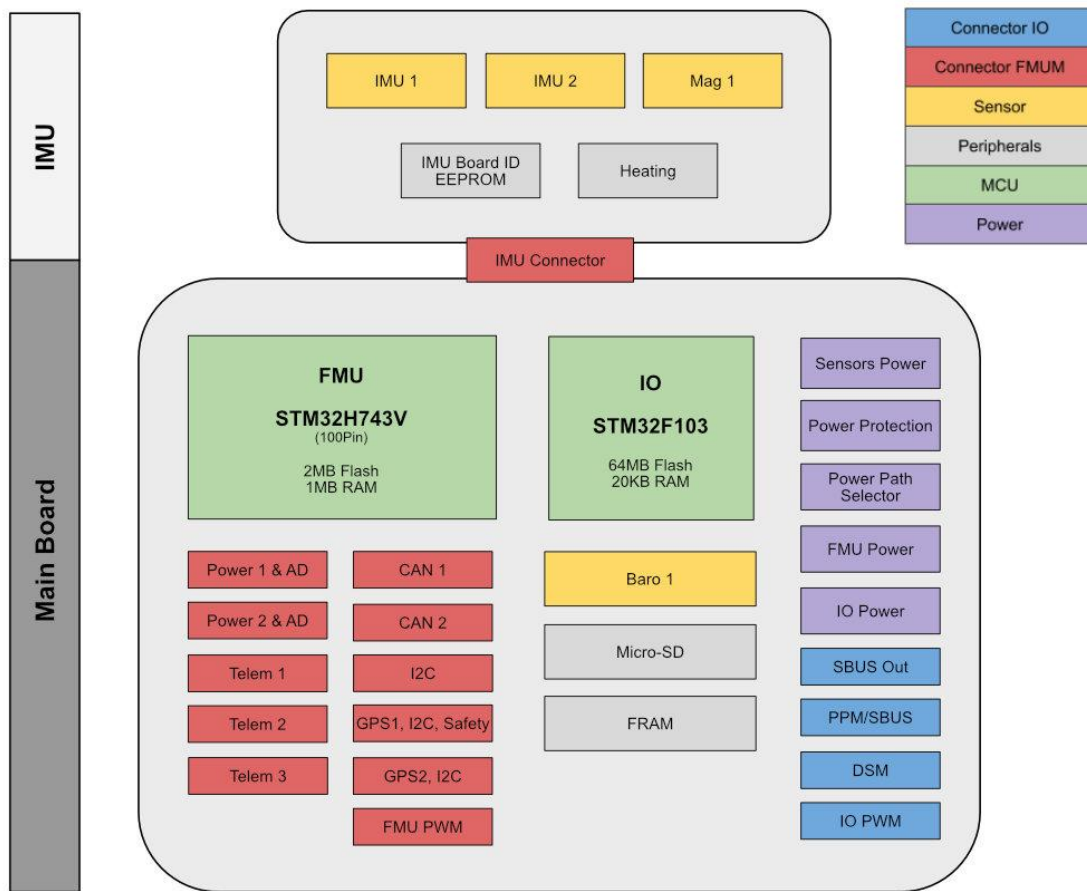 IMU
IMU 1
IMU 2
Mag 1
IMU Board ID
EEPROM
Heating
Connector IO
Connector FMUM
Sensor
Peripherals
MCU
Power
IMU Connector
Main Board
FMU
STM32H743V
(100Pin)
2MB Flash
1MB RAM
IO
STM32F103
64MB Flash
20KB RAM
Power 1 & AD
Power 2 & AD
Telem 1
Telem 2
Telem 3
CAN 1
CAN 2
I2C
GPS1, I2C, Safety
GPS2, I2C
FMU PWM
Baro 1
Micro-SD
FRAM
Sensors Power
Power Protection
Power Path
Selector
FMU Power
IO Power
SBUS Out
PPM/SBUS
DSM
IO PWM